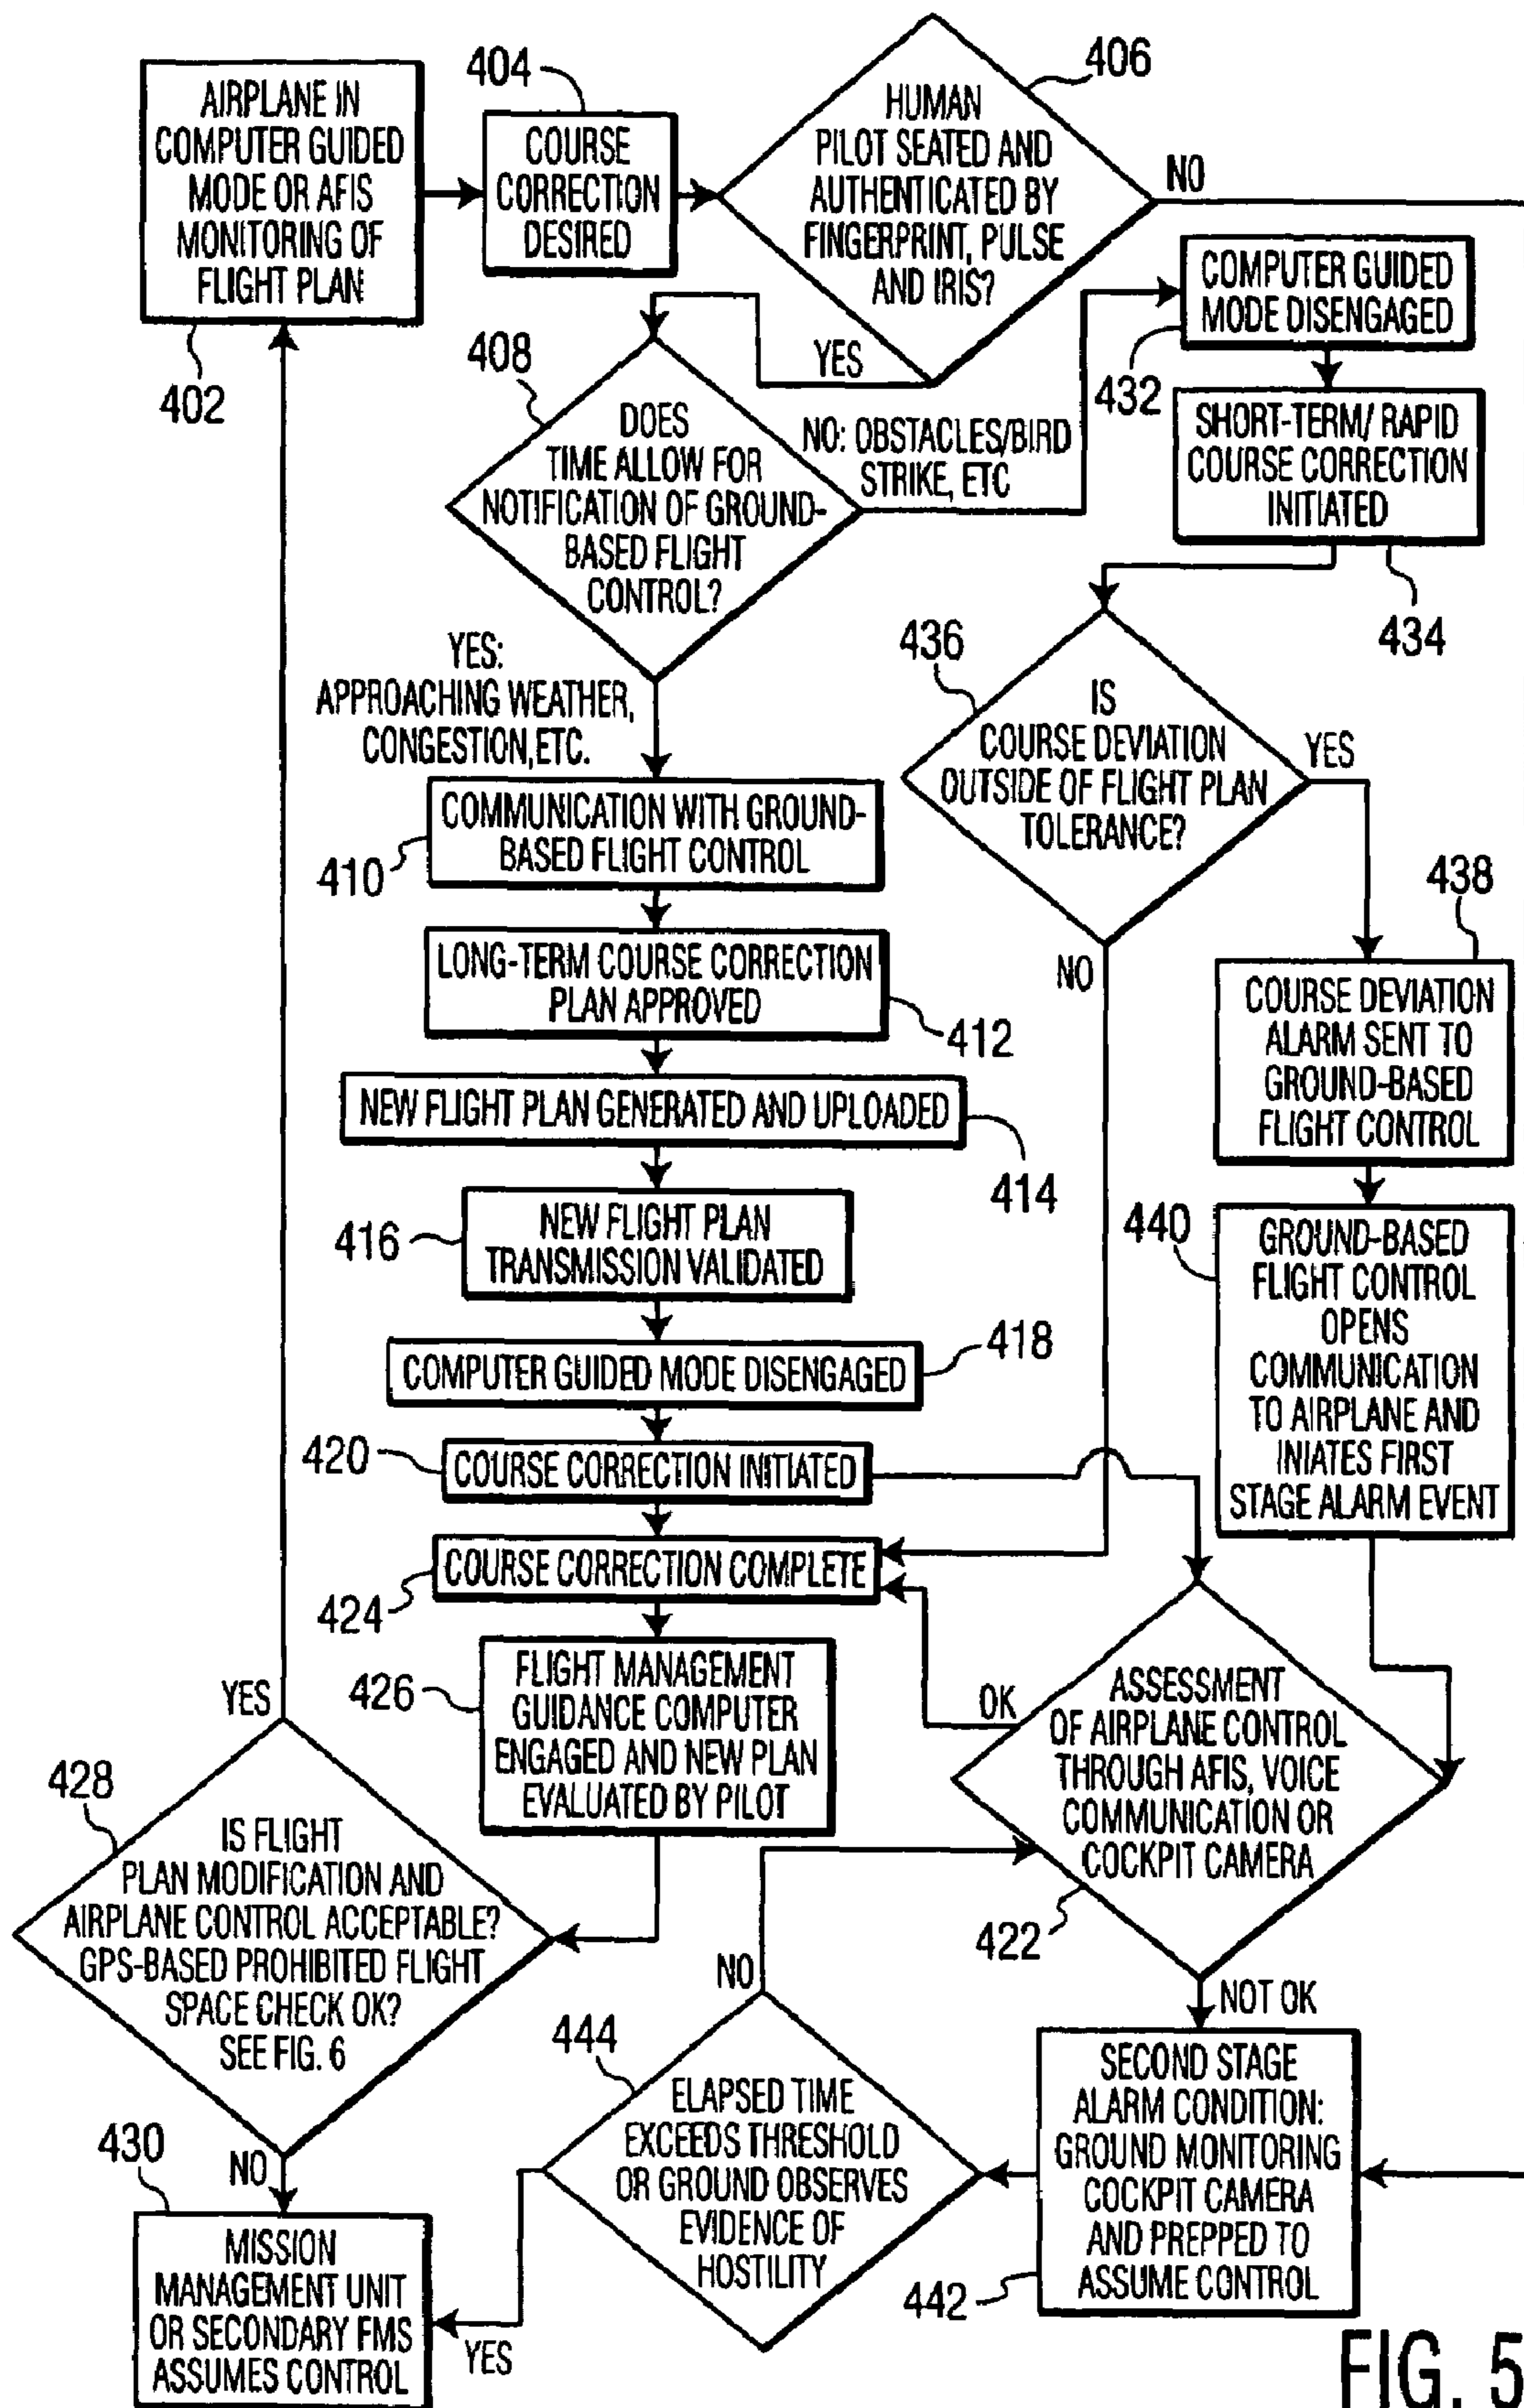 AIRPLANE IN
COMPUTER GUIDED
MODE OR AFIS
MONITORING OF
FLIGHT PLAN
402
404
COURSE
CORRECTION
DESIRED
406
HUMAN
PILOT SEATED AND
AUTHENTICATED BY
FINGERPRINT, PULSE
AND IRIS?
NO
YES
408
DOES
TIME ALLOW FOR
NOTIFICATION OF GROUND-
BASED FLIGHT
CONTROL?
NO: OBSTACLES/BIRD
STRIKE, ETC
COMPUTER GUIDED
MODE DISENGAGED
432
SHORT-TERM/ RAPID
COURSE CORRECTION
INITIATED
434
YES:
APPROACHING WEATHER,
CONGESTION,ETC.
436
IS
COURSE DEVIATION
OUTSIDE OF FLIGHT PLAN
TOLERANCE?
YES
NO
COMMUNICATION WITH GROUND-
BASED FLIGHT CONTROL
410
LONG-TERM COURSE CORRECTION
PLAN APPROVED
412
NEW FLIGHT PLAN GENERATED AND UPLOADED
414
416
NEW FLIGHT PLAN
TRANSMISSION VALIDATED
COMPUTER GUIDED MODE DISENGAGED
418
420
COURSE CORRECTION INITIATED
COURSE CORRECTION COMPLETE
424
426
FLIGHT MANAGEMENT
GUIDANCE COMPUTER
ENGAGED AND NEW PLAN
EVALUATED BY PILOT
438
COURSE DEVIATION
ALARM SENT TO
GROUND-BASED
FLIGHT CONTROL
440
GROUND-BASED
FLIGHT CONTROL
OPENS
COMMUNICATION
TO AIRPLANE AND
INIATES FIRST
STAGE ALARM EVENT
OK
ASSESSMENT
OF AIRPLANE CONTROL
THROUGH AFIS, VOICE
COMMUNICATION OR
COCKPIT CAMERA
422
NOT OK
YES
428
IS FLIGHT
PLAN MODIFICATION AND
AIRPLANE CONTROL ACCEPTABLE?
GPS-BASED PROHIBITED FLIGHT
SPACE CHECK OK?
SEE FIG. 6
NO
430
MISSION
MANAGEMENT UNIT
OR SECONDARY FMS
ASSUMES CONTROL
NO
444
ELAPSED TIME
EXCEEDS THRESHOLD
OR GROUND OBSERVES
EVIDENCE OF
HOSTILITY
YES
SECOND STAGE
ALARM CONDITION:
GROUND MONITORING
COCKPIT CAMERA
AND PREPPED TO
ASSUME CONTROL
442
FIG. 5